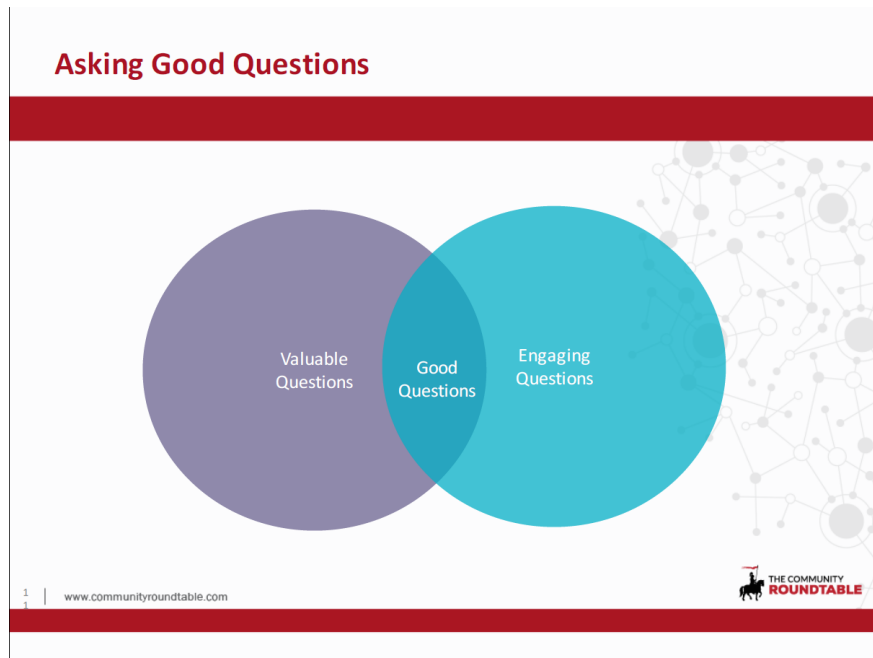 Asking Good Questions
Valuable
Questions
Good
Questions
Engaging
Questions
1
1
www.communityroundtable.com
THE COMMUNITY
ROUNDTABLE